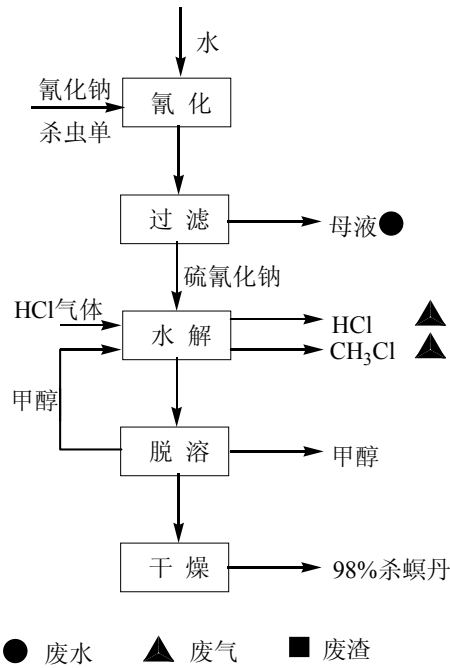 水
氰化钠
杀虫单
氰 化
过 滤
母液
硫氰化钠
HCl气体
水 解
HCl
CH₃Cl
甲醇
脱 溶
甲醇
干 燥
98%杀螟丹
废水
废气
废渣